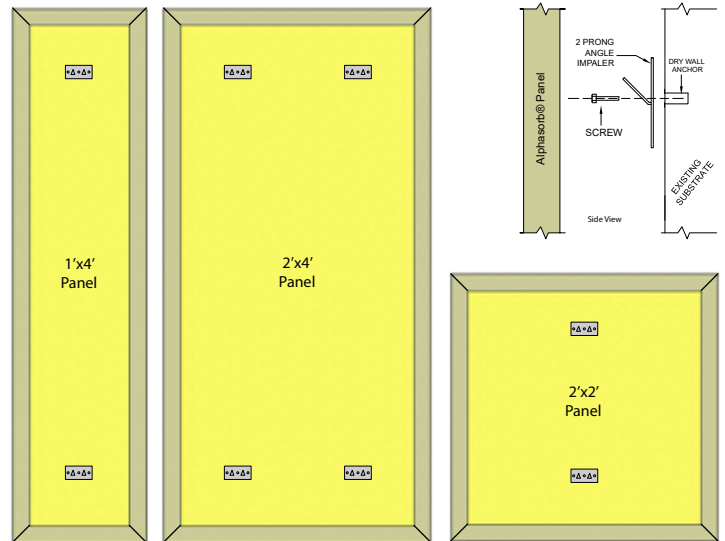 1'x4'
Panel
2'x4'
Panel
Alphasorb® Panel
2 PRONG
ANGLE
IMPALER
DRY WALL
ANCHOR
SCREW
EXISTING
SUBSTRATE
Side View
2'x2'
Panel